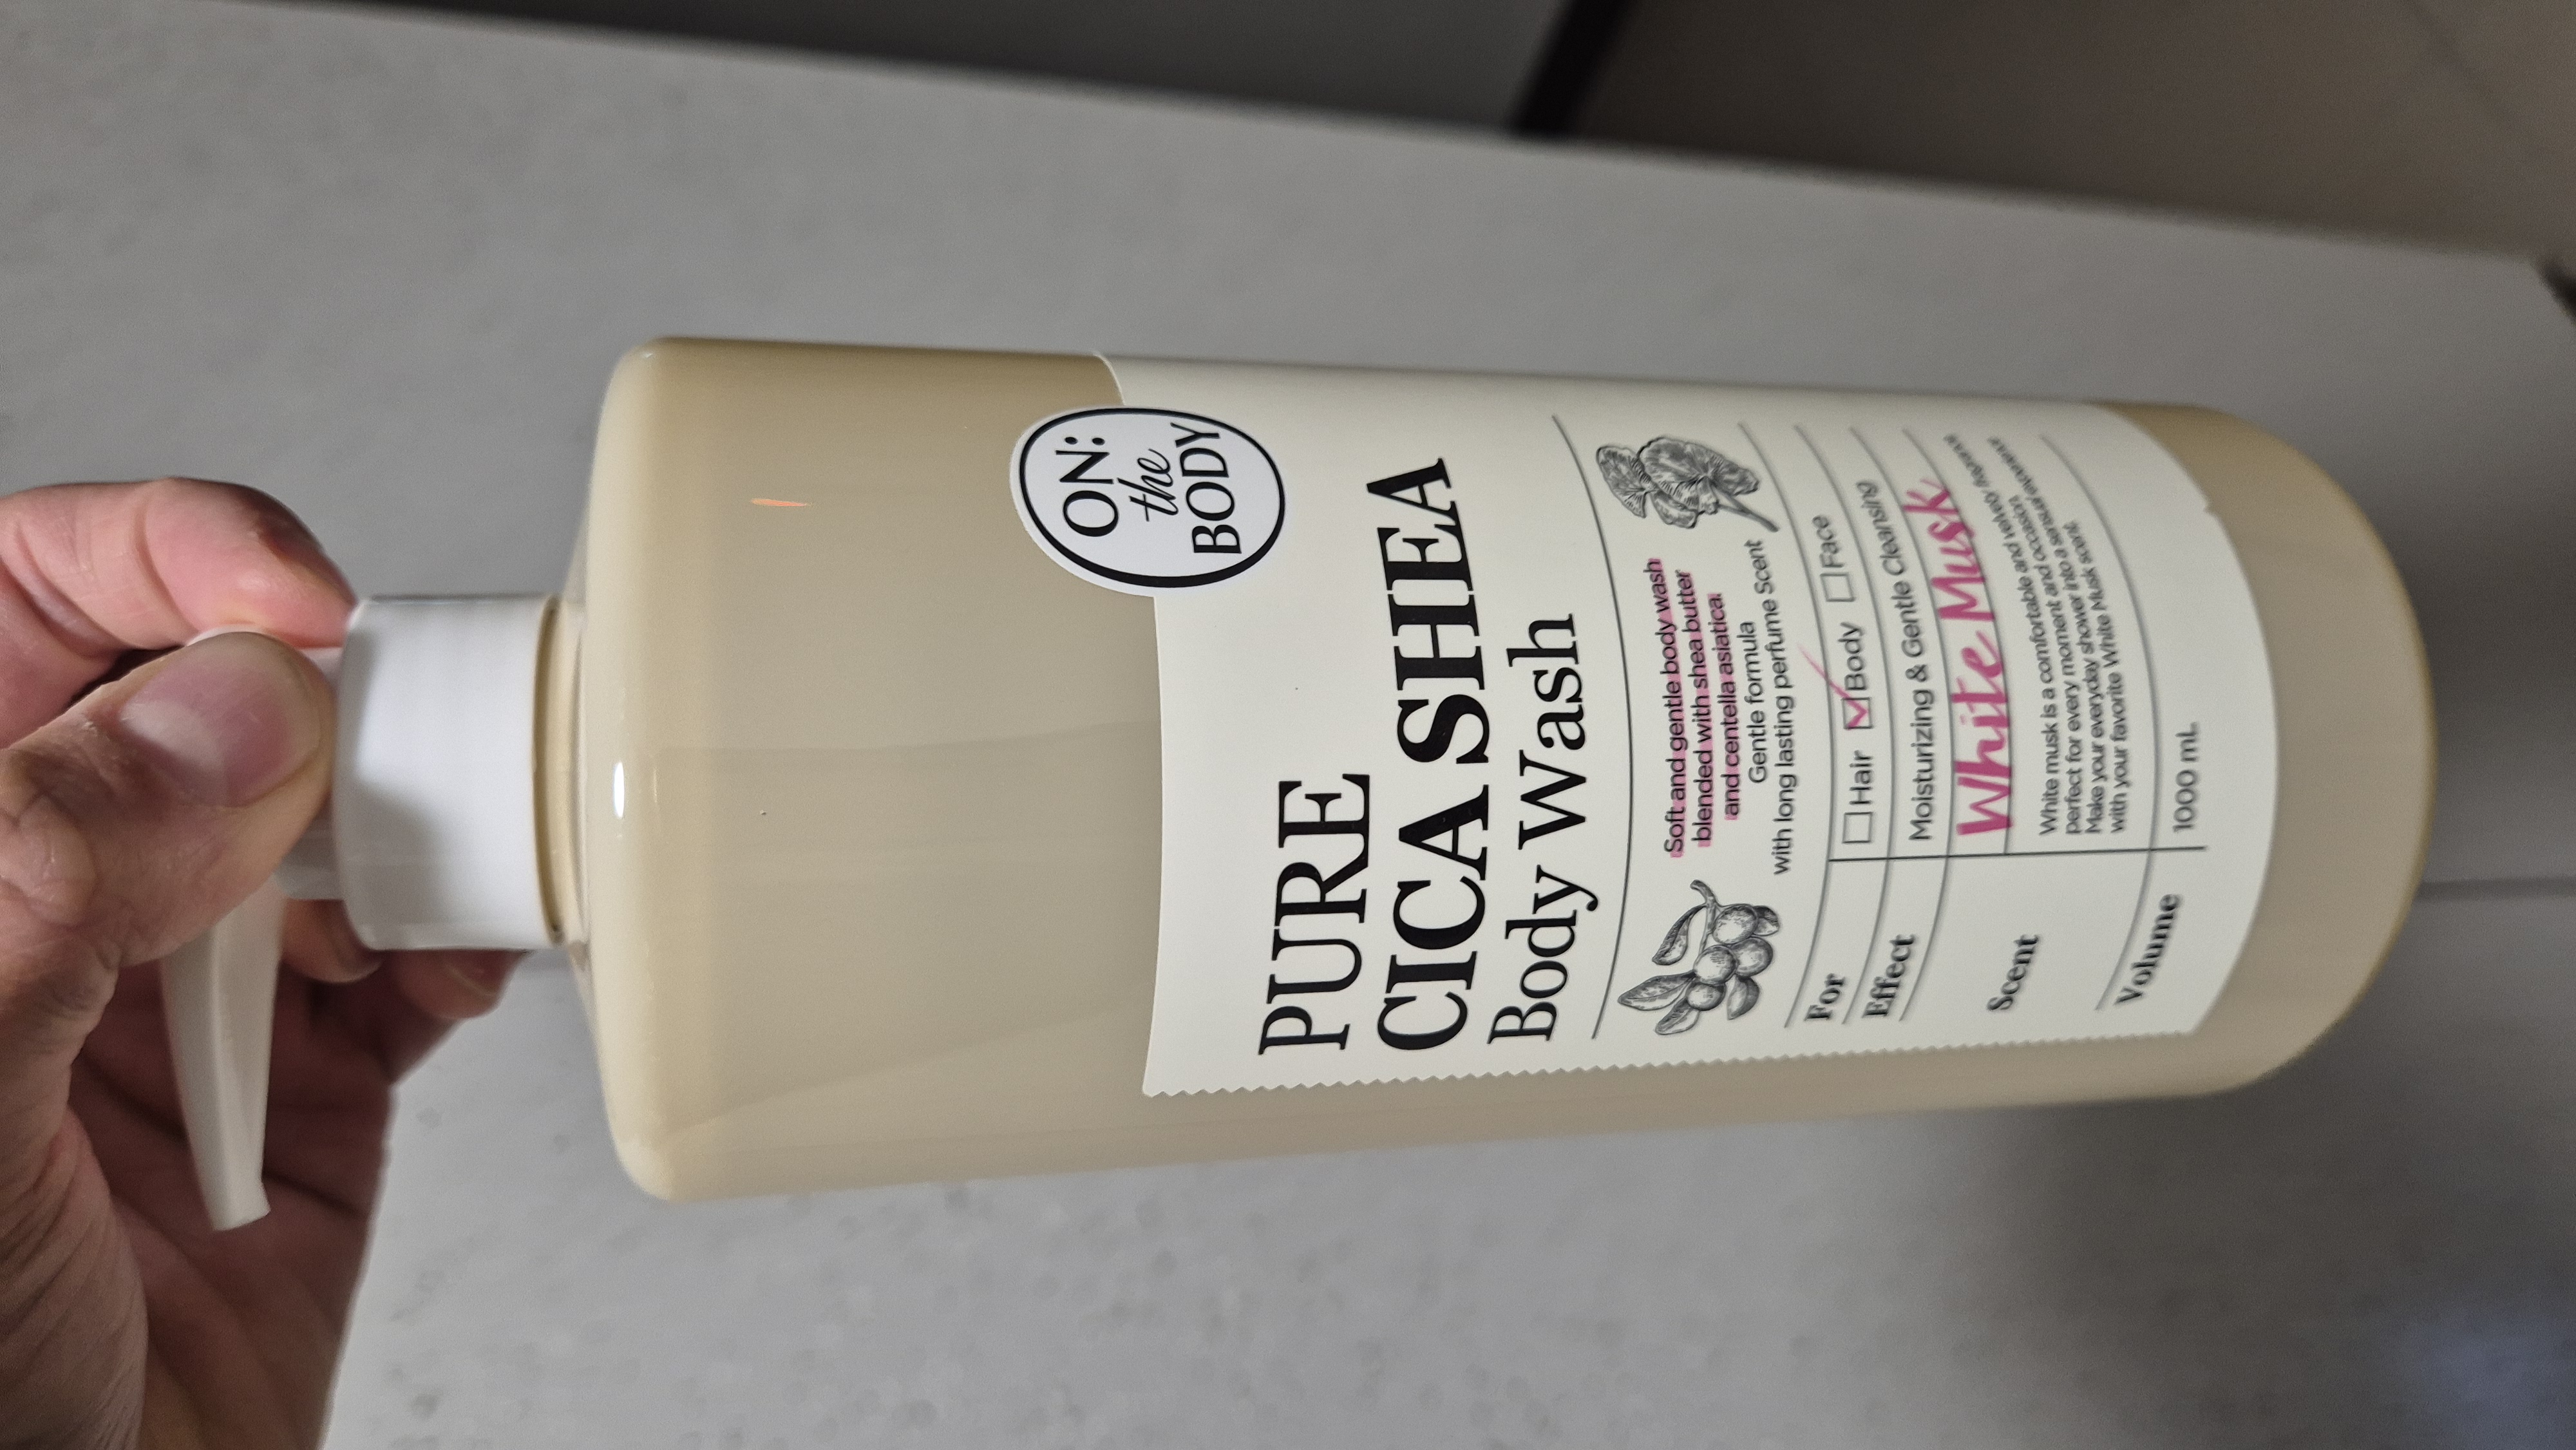 ON:
the
BODY
PURE
CICA SHEA
Body Wash
Soft and gentle body wash
blended with shea butter
and centella asiatica.
Gentle formula
with long lasting perfume Scent
For Hair Body Face
Effect Moisturizing & Gentle Cleansing
Scent White Musk
White musk is a comfortable and velvety fragrance
perfect for every moment and occasion.
Make your everyday shower into a sensual experience
with your favorite White Musk scent.
Volume 1000 mL